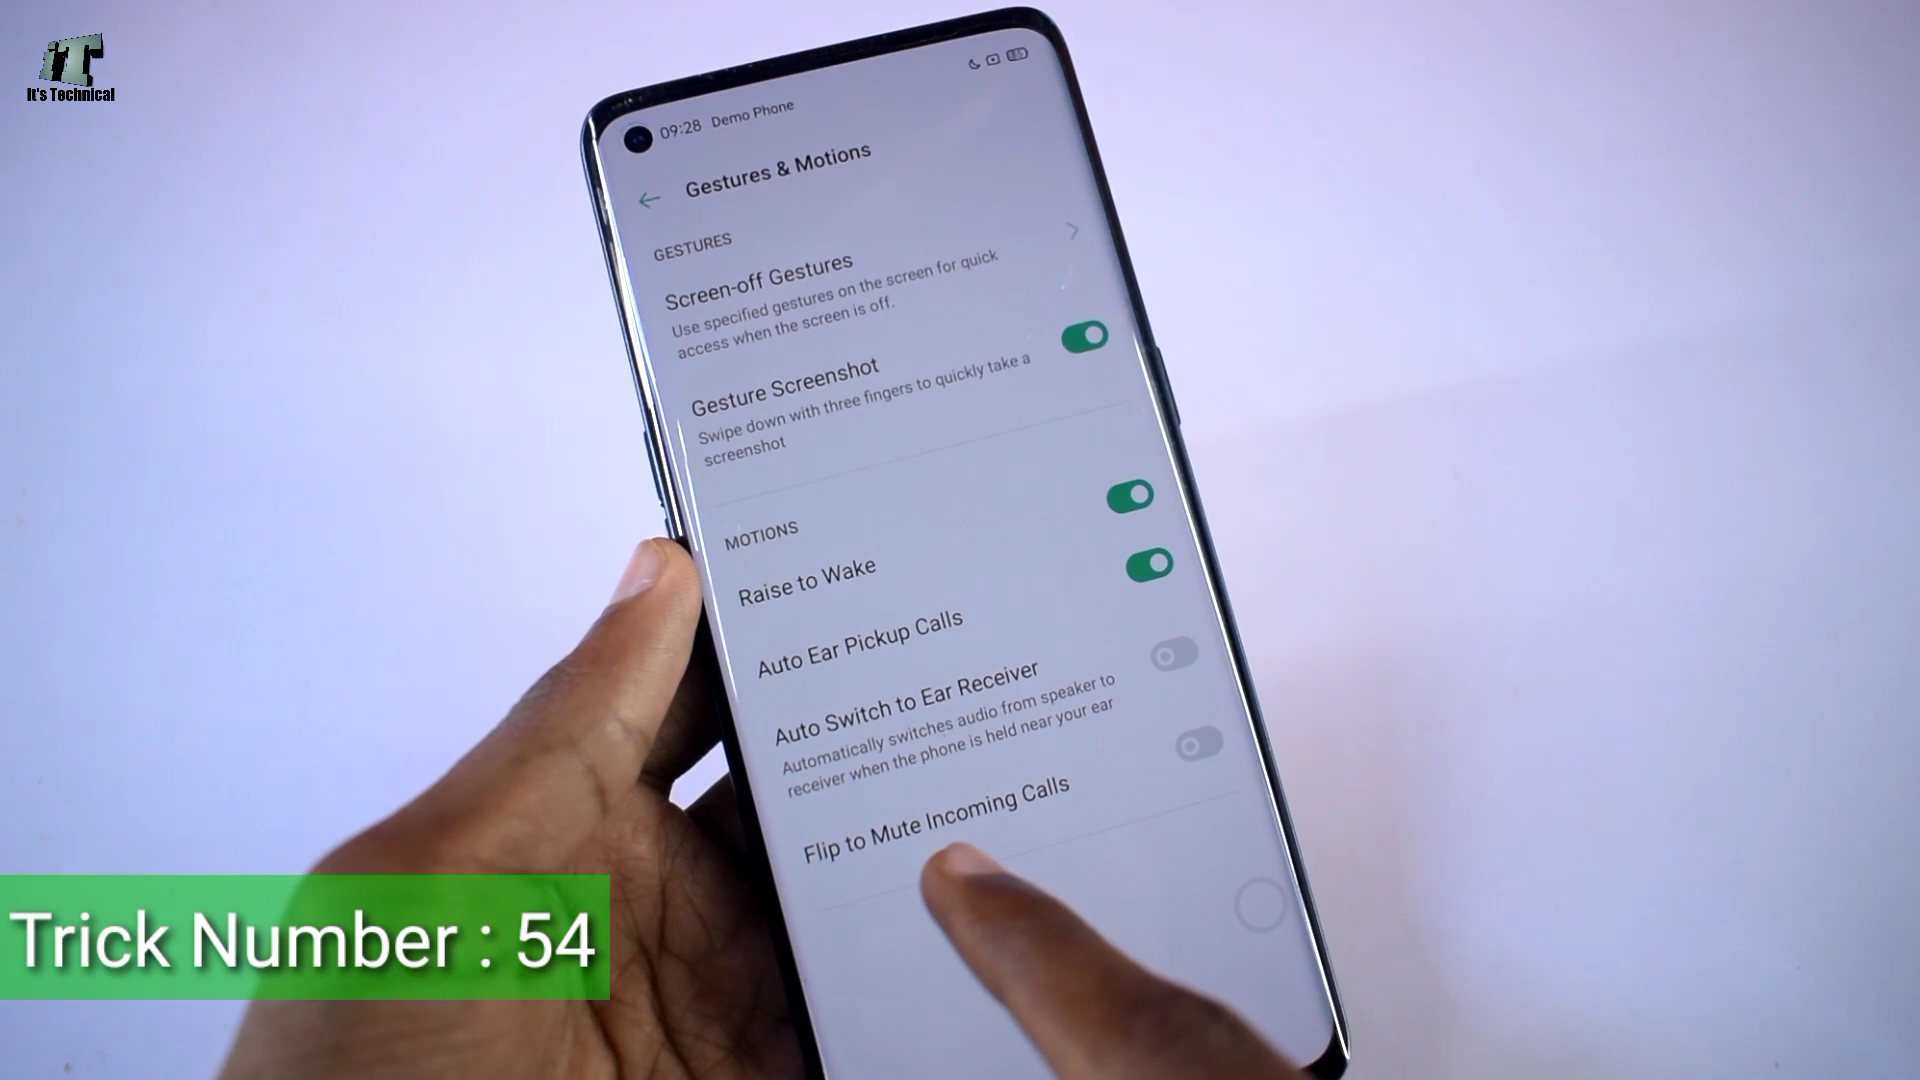 iT
It's Technical
09:28 Demo Phone
Gestures & Motions
GESTURES
Screen-off Gestures
Use specified gestures on the screen for quick
access when the screen is off.
Gesture Screenshot
Swipe down with three fingers to quickly take a
screenshot
MOTIONS
Raise to Wake
Auto Ear Pickup Calls
Auto Switch to Ear Receiver
Automatically switches audio from speaker to
receiver when the phone is held near your ear
Flip to Mute Incoming Calls
Trick Number : 54